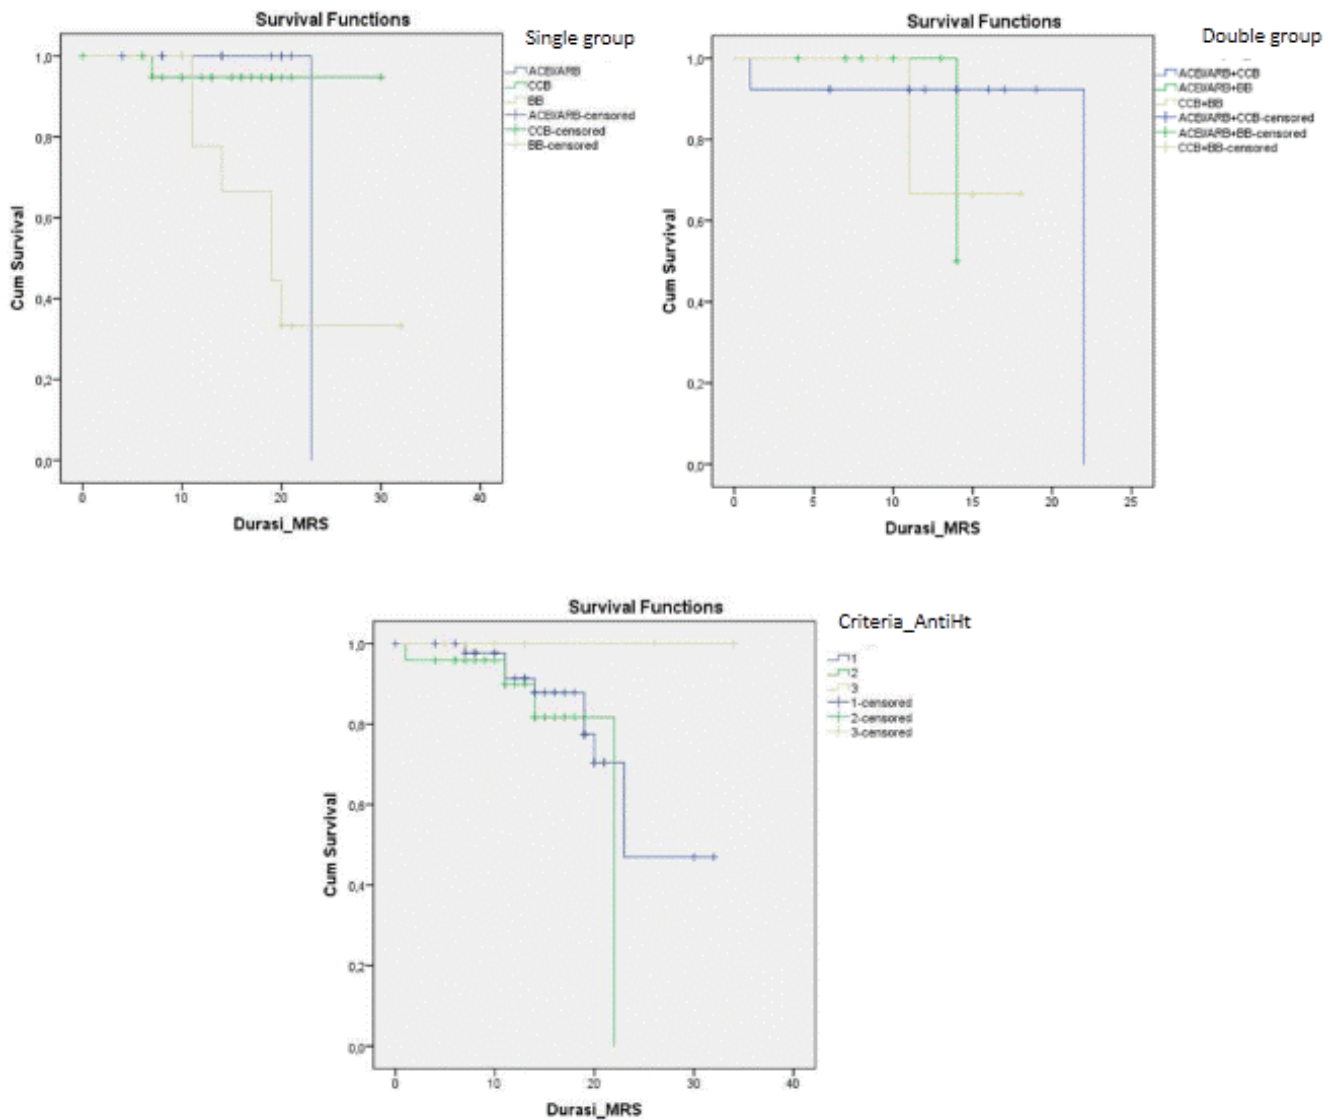 Survival Functions
Single group
ACEI/ARB
CCB
BB
ACEI/ARB-censored
CCB-censored
BB-censored
1,0
0,8
0,6
0,4
0,2
0,0
Cum Survival
0
10
20
30
40
Durasi_MRS
Survival Functions
Double group
ACEI/ARB+CCB
ACEI/ARB+BB
CCB+BB
ACEI/ARB+CCB-censored
ACEI/ARB+BB-censored
CCB+BB-censored
1,0
0,8
0,6
0,4
0,2
0,0
Cum Survival
0
5
10
15
20
25
Durasi_MRS
Survival Functions
Criteria_AntiHt
1
2
3
1-censored
2-censored
3-censored
1,0
0,8
0,6
0,4
0,2
0,0
Cum Survival
0
10
20
30
40
Durasi_MRS